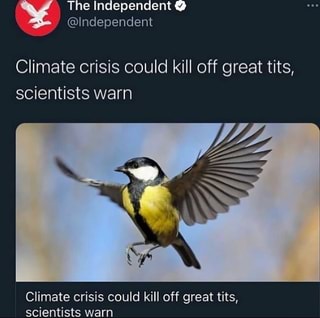 The Independent
@Independent
Climate crisis could kill off great tits,
scientists warn
Climate crisis could kill off great tits,
scientists warn